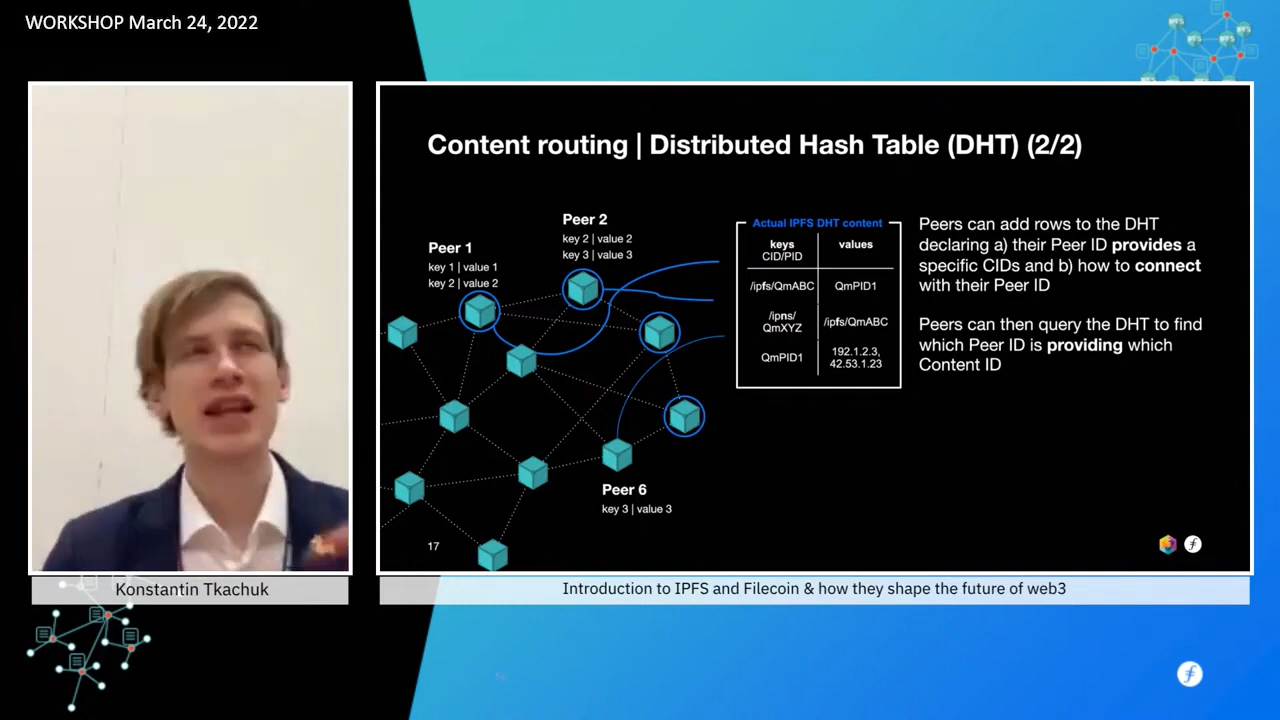 WORKSHOP March 24, 2022
Content routing | Distributed Hash Table (DHT) (2/2)
Peer 1
key 1 | value 1
key 2 | value 2
Peer 2
key 2 | value 2
key 3 | value 3
Peer 6
key 3 | value 3
Actual IPFS DHT content
keys values
CID/PID
/ipfs/QmABC QmPID1
/ipns/
QmXYZ /ipfs/QmABC
QmPID1 192.1.2.3,
42.53.1.23
Peers can add rows to the DHT
declaring a) their Peer ID provides a
specific CIDs and b) how to connect
with their Peer ID
Peers can then query the DHT to find
which Peer ID is providing which
Content ID
17
Konstantin Tkachuk
Introduction to IPFS and Filecoin & how they shape the future of web3